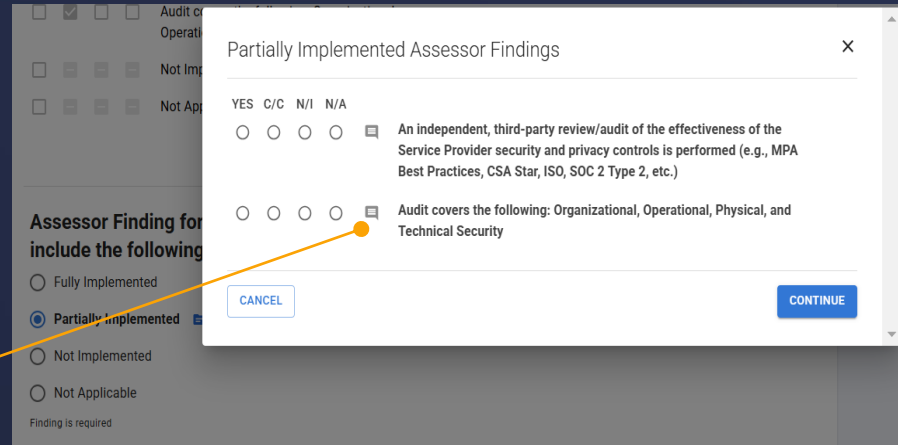 Audit co
Operati
Not Imp
Not App
Assessor Finding for
include the following
Fully Implemented
Partially Implemented
Not Implemented
Not Applicable
Finding is required
Partially Implemented Assessor Findings
YES C/C N/I N/A
An independent, third-party review/audit of the effectiveness of the
Service Provider security and privacy controls is performed (e.g., MPA
Best Practices, CSA Star, ISO, SOC 2 Type 2, etc.)
Audit covers the following: Organizational, Operational, Physical, and
Technical Security
CANCEL
CONTINUE